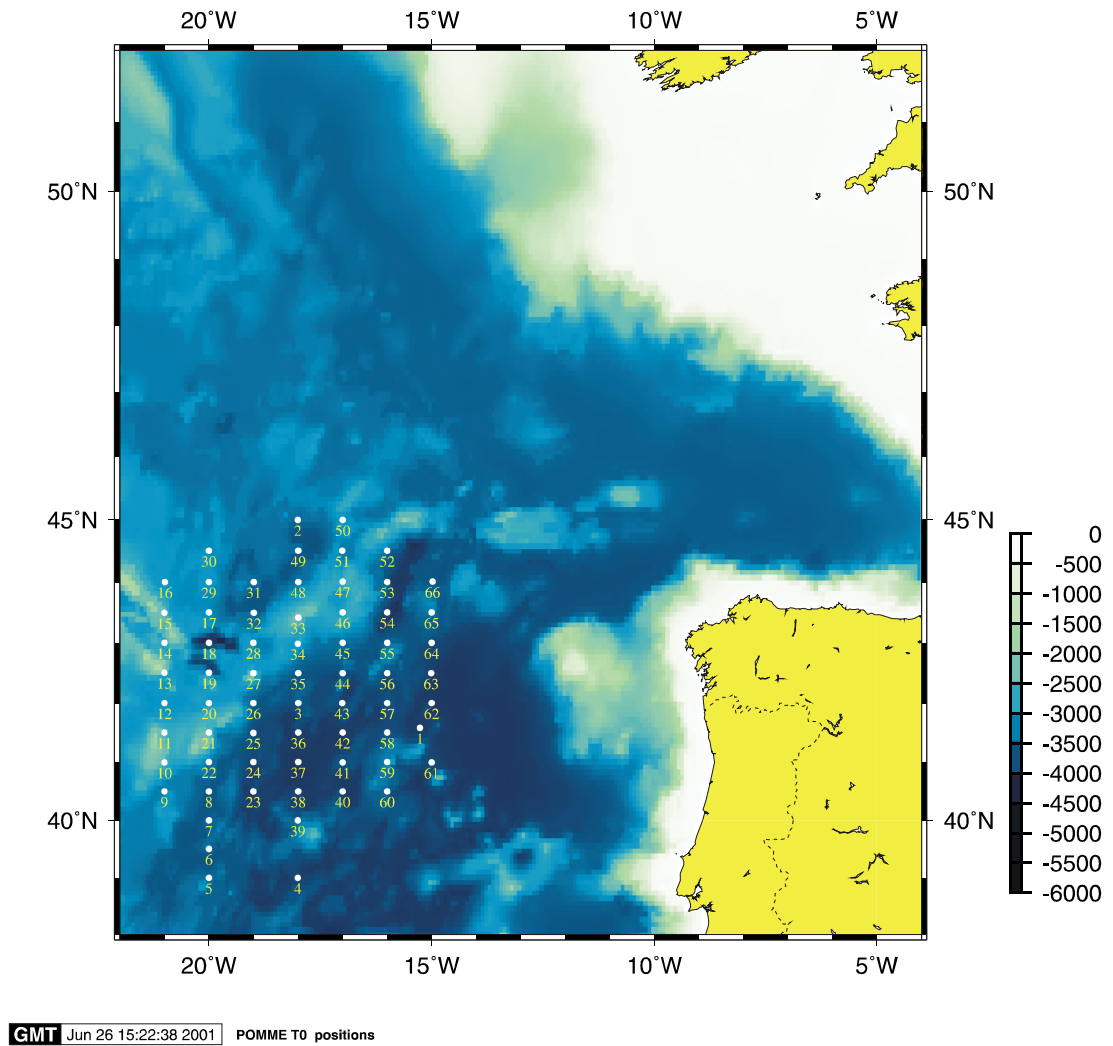 20˚W 15˚W 10˚W 5˚W
50˚N 50˚N
45˚N 45˚N
2 50
30 49 51 52
16 29 31 48 47 53 66
15 17 32 33 46 54 65
14 18 28 34 45 55 64
13 19 27 35 44 56 63
12 20 26 3 43 57 62
11 21 25 36 42 58 1
10 22 24 37 41 59 61
9 8 23 38 40 60
40˚N 40˚N
7 39
6
5 4
0
-500
-1000
-1500
-2000
-2500
-3000
-3500
-4000
-4500
-5000
-5500
-6000
20˚W 15˚W 10˚W 5˚W
GMT Jun 26 15:22:38 2001 POMME T0 positions